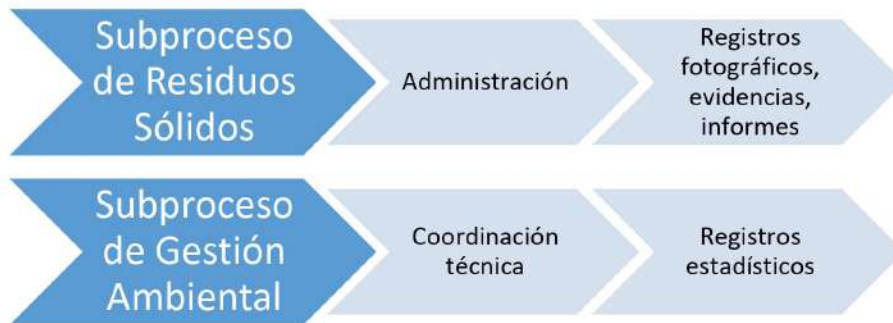 Subproceso
de Residuos
Sólidos
Administración
Registros
fotográficos,
evidencias,
informes
Subproceso
de Gestión
Ambiental
Coordinación
técnica
Registros
estadísticos